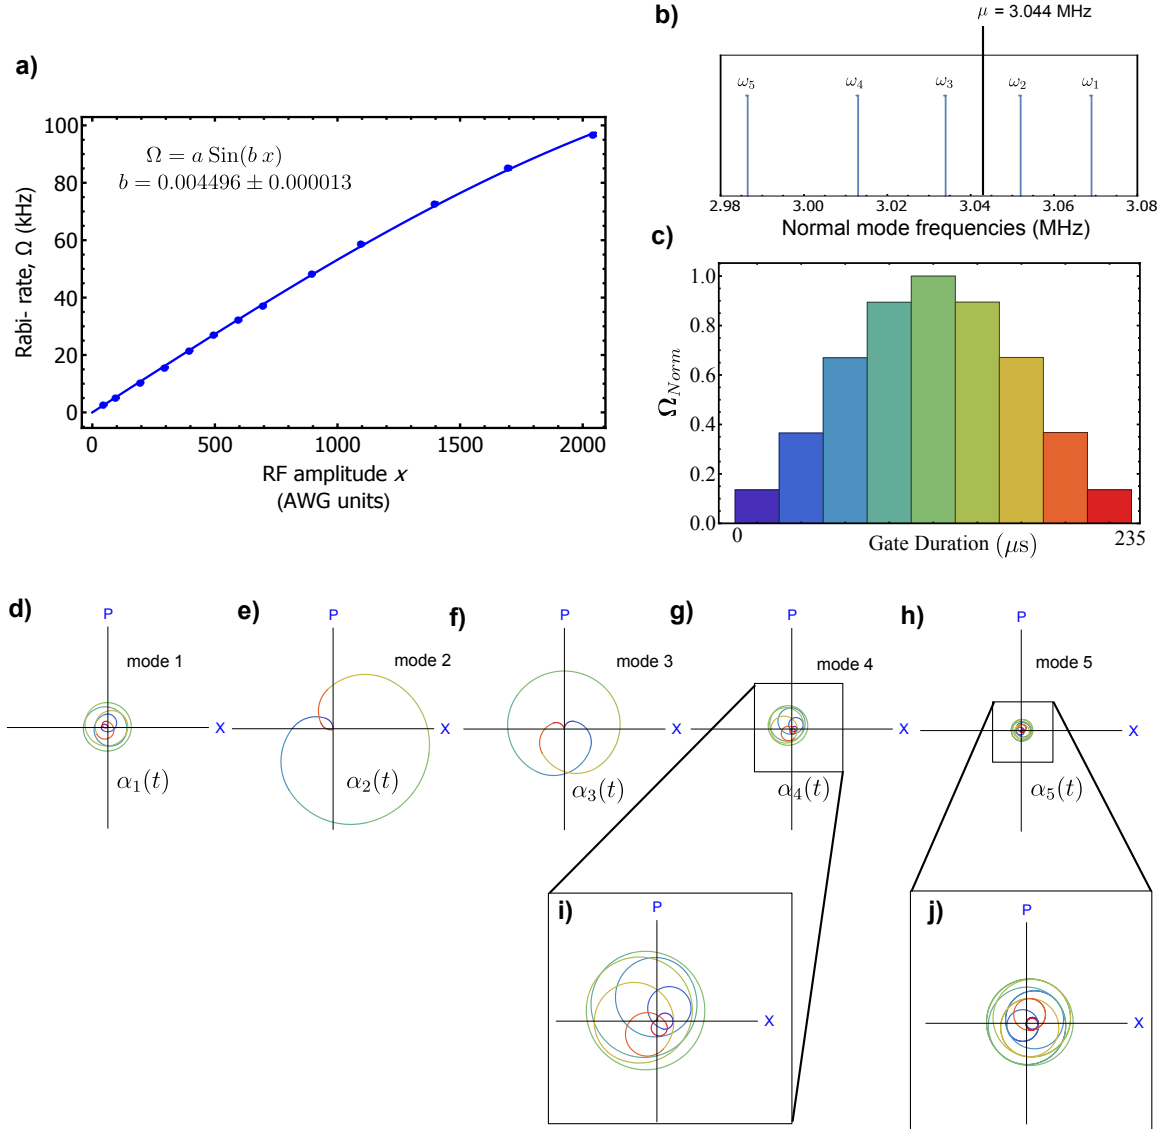 a)
100
80
60
40
20
0
Rabi- rate, Ω (kHz)
Ω = a Sin(b x)
b = 0.004496 ± 0.000013
0 500 1000 1500 2000
RF amplitude x
(AWG units)
b)
μ = 3.044 MHz
ω5 ω4 ω3 ω2 ω1
2.98 3.00 3.02 3.04 3.06 3.08
Normal mode frequencies (MHz)
c)
1.0
0.8
0.6
0.4
0.2
0.0
ΩNorm
0 235
Gate Duration (μs)
d)
P
mode 1
X
α1(t)
e)
P
mode 2
X
α2(t)
f)
P
mode 3
X
α3(t)
g)
P
mode 4
X
α4(t)
h)
P
mode 5
X
α5(t)
i)
P
X
j)
P
X